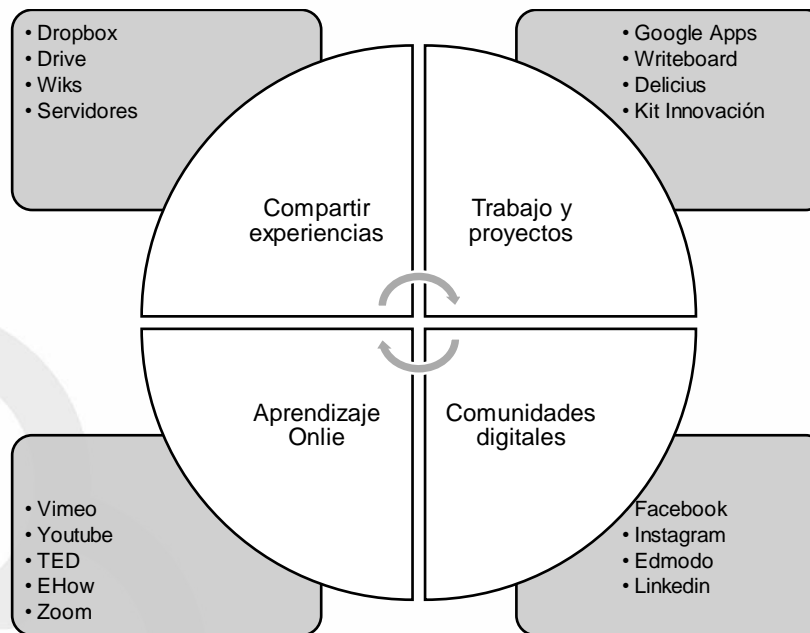 • Dropbox
• Drive
• Wiks
• Servidores
• Google Apps
• Writeboard
• Delicius
• Kit Innovación
Compartir
experiencias
Trabajo y
proyectos
Aprendizaje
Onlie
Comunidades
digitales
• Vimeo
• Youtube
• TED
• EHow
• Zoom
Facebook
• Instagram
• Edmodo
• Linkedin